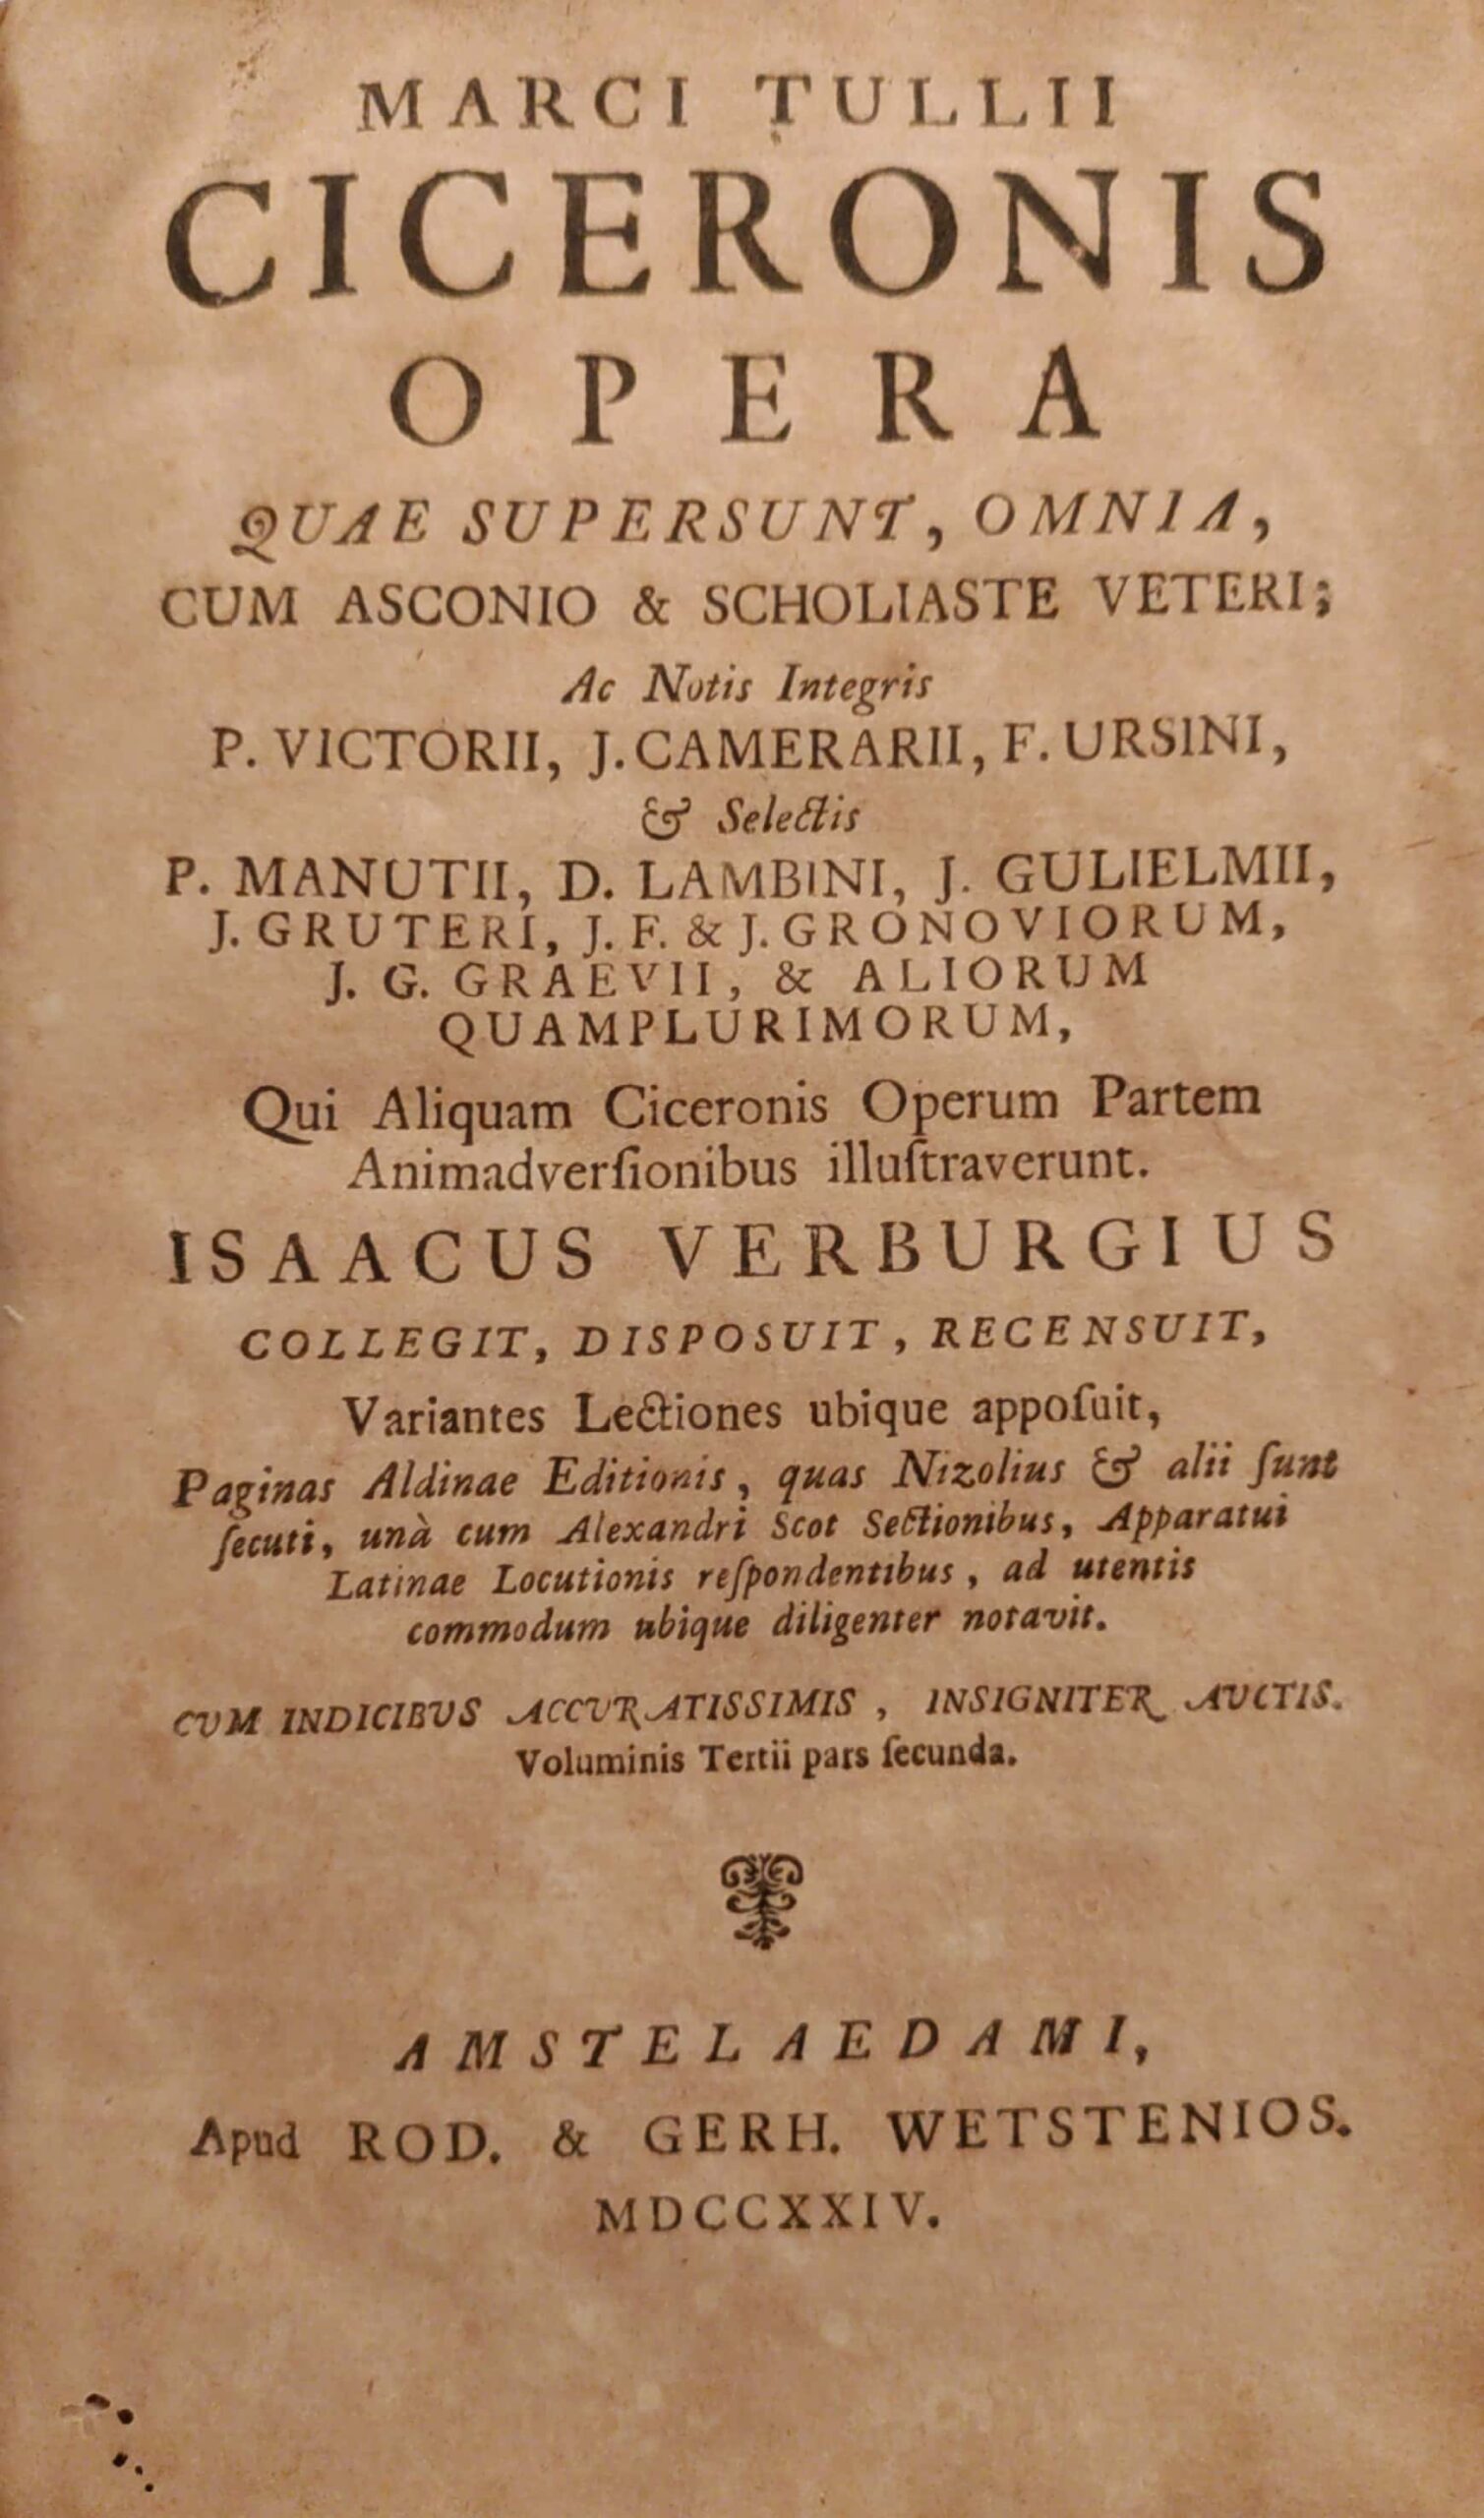 MARCI TULLII
CICERONIS
OPERA
QUAE SUPERSUNT, OMNIA,
CUM ASCONIO & SCHOLIASTE VETERI;
Ac Notis Integris
P. VICTORII, J. CAMERARII, F. URSINI,
& Selectis
P. MANUTII, D. LAMBINI, J. GULIELMII,
J. GRUTERI, J. F. & J. GRONOVIORUM,
J. G. GRAEVII, & ALIORUM
QUAMPLURIMORUM,
Qui Aliquam Ciceronis Operum Partem
Animadverſionibus illuſtraverunt.
ISAACUS VERBURGIUS
COLLEGIT, DISPOSUIT, RECENSUIT,
Variantes Lectiones ubique appoſuit,
Paginas Aldinae Editionis, quas Nizolius & alii ſunt
ſecuti, unà cum Alexandri Scot Sectionibus, Apparatui
Latinae Locutionis reſpondentibus, ad utentis
commodum ubique diligenter notavit.
CVM INDICIBVS ACCVRATISSIMIS, INSIGNITER AVCTIS.
Voluminis Tertii pars ſecunda.
AMSTELAEDAMI,
Apud ROD. & GERH. WETSTENIOS.
MDCCXXIV.